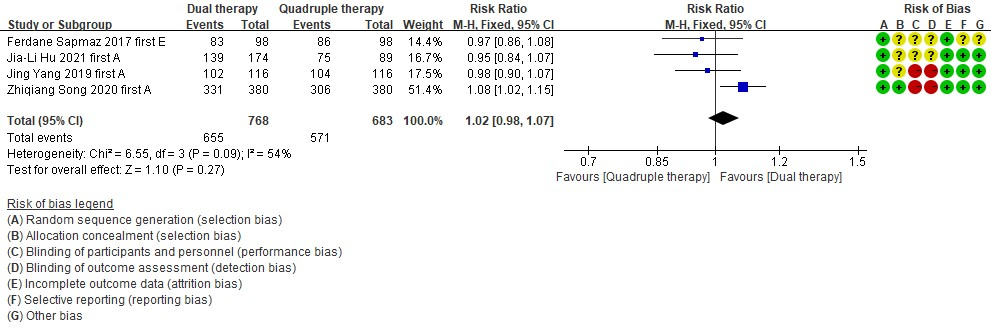 Dual therapy Quadruple therapy Risk Ratio Risk Ratio Risk of Bias
Study or Subgroup Events Total Events Total Weight M-H, Fixed, 95% CI M-H, Fixed, 95% CI A B C D E F G
Ferdane Sapmaz 2017 first E 83 98 86 98 14.4% 0.97 [0.86, 1.08] + ? ? ? + ? ?
Jia-Li Hu 2021 first A 139 174 75 89 16.7% 0.95 [0.84, 1.07] + ? ? ? + + +
Jing Yang 2019 first A 102 116 104 116 17.5% 0.98 [0.90, 1.07] + ? − − + + +
Zhiqiang Song 2020 first A 331 380 306 380 51.4% 1.08 [1.02, 1.15] + + − − + + +
Total (95% CI) 768 683 100.0% 1.02 [0.98, 1.07]
Total events 655 571
Heterogeneity: Chi² = 6.55, df = 3 (P = 0.09); I² = 54%
Test for overall effect: Z = 1.10 (P = 0.27)
0.7 0.85 1 1.2 1.5
Favours [Quadruple therapy] Favours [Dual therapy]
Risk of bias legend
(A) Random sequence generation (selection bias)
(B) Allocation concealment (selection bias)
(C) Blinding of participants and personnel (performance bias)
(D) Blinding of outcome assessment (detection bias)
(E) Incomplete outcome data (attrition bias)
(F) Selective reporting (reporting bias)
(G) Other bias